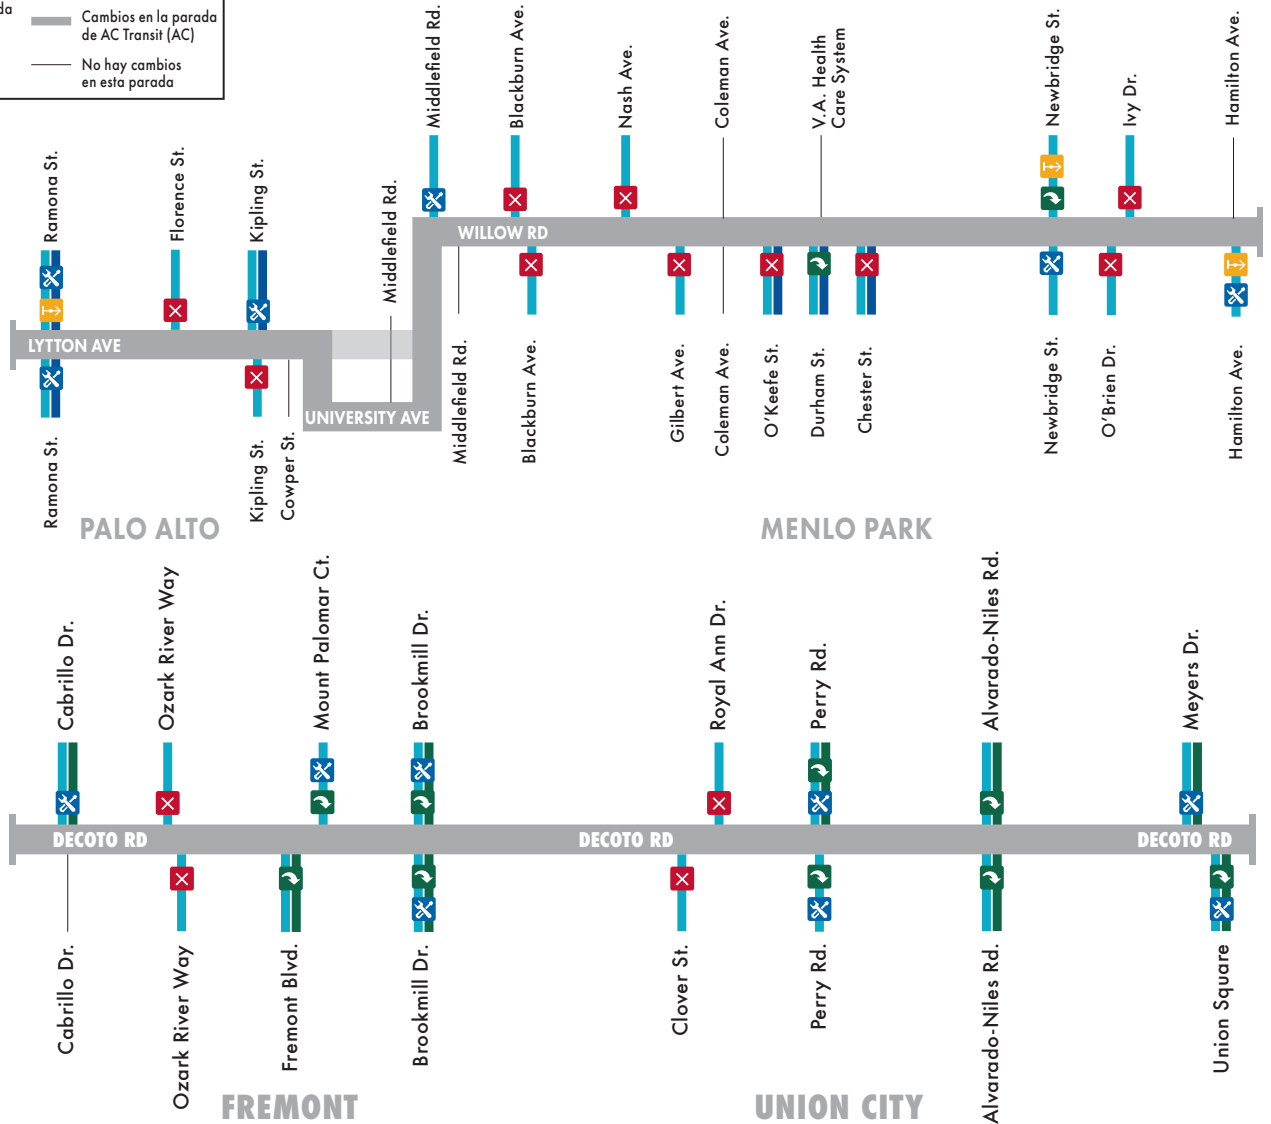 da
Cambios en la parada
de AC Transit (AC)
No hay cambios
en esta parada
Ramona St.
Florence St.
Kipling St.
Middlefield Rd.
Middlefield Rd.
Blackburn Ave.
Nash Ave.
Coleman Ave.
V.A. Health
Care System
Newbridge St.
Ivy Dr.
Hamilton Ave.
WILLOW RD
LYTTON AVE
UNIVERSITY AVE
Ramona St.
Kipling St.
Cowper St.
Middlefield Rd.
Blackburn Ave.
Gilbert Ave.
Coleman Ave.
O'Keefe St.
Durham St.
Chester St.
Newbridge St.
O'Brien Dr.
Hamilton Ave.
PALO ALTO
MENLO PARK
Cabrillo Dr.
Ozark River Way
Mount Palomar Ct.
Brookmill Dr.
Royal Ann Dr.
Perry Rd.
Alvarado-Niles Rd.
Meyers Dr.
DECOTO RD
DECOTO RD
DECOTO RD
Cabrillo Dr.
Ozark River Way
Fremont Blvd.
Brookmill Dr.
Clover St.
Perry Rd.
Alvarado-Niles Rd.
Union Square
FREMONT
UNION CITY